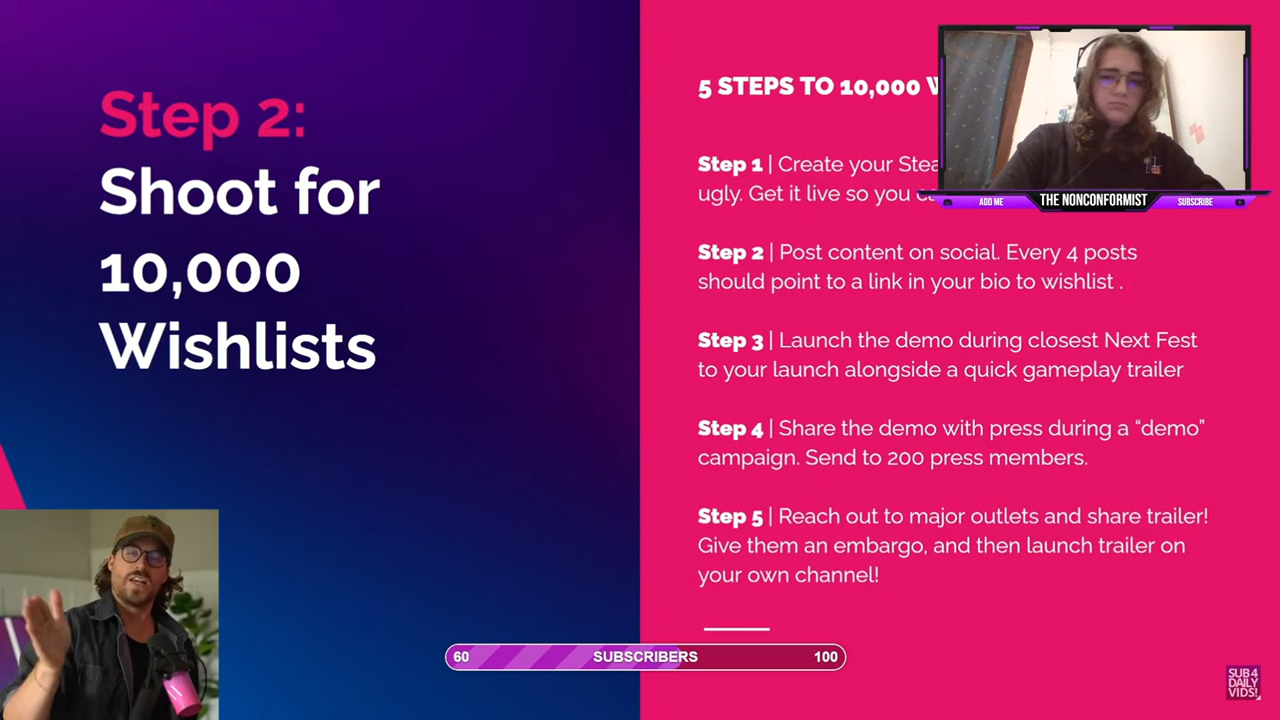 Step 2:
Shoot for
10,000
Wishlists
5 STEPS TO 10,000
Step 1 | Create your
ugly. Get it live so you
Step 2 | Post content on social. Every 4 posts
should point to a link in your bio to wishlist .
Step 3 | Launch the demo during closest Next Fest
to your launch alongside a quick gameplay trailer
Step 4 | Share the demo with press during a “demo”
campaign. Send to 200 press members.
Step 5 | Reach out to major outlets and share trailer!
Give them an embargo, and then launch trailer on
your own channel!
ADD ME
THE NONCONFORMIST
SUBSCRIBE
60 SUBSCRIBERS 100
SUB 4
DAILY
VIDS!